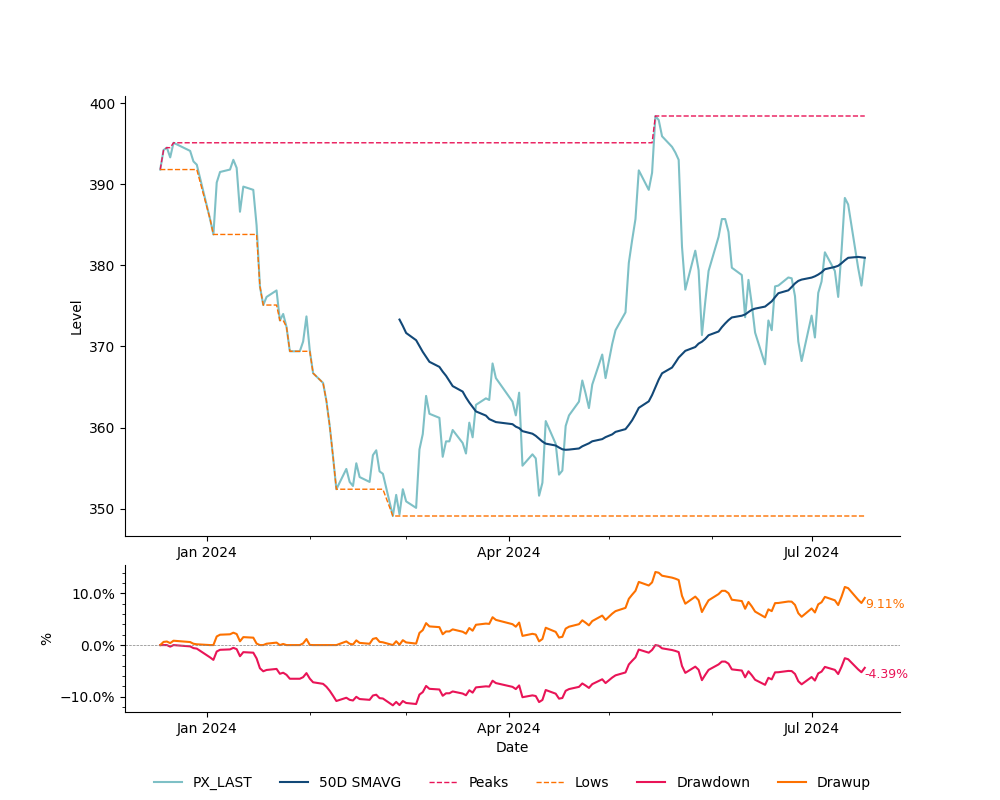 400
390
380
370
360
350
Level
Jan 2024
Apr 2024
Jul 2024
10.0%
0.0%
−10.0%
%
9.11%
-4.39%
Jan 2024
Apr 2024
Jul 2024
Date
PX_LAST
50D SMAVG
Peaks
Lows
Drawdown
Drawup